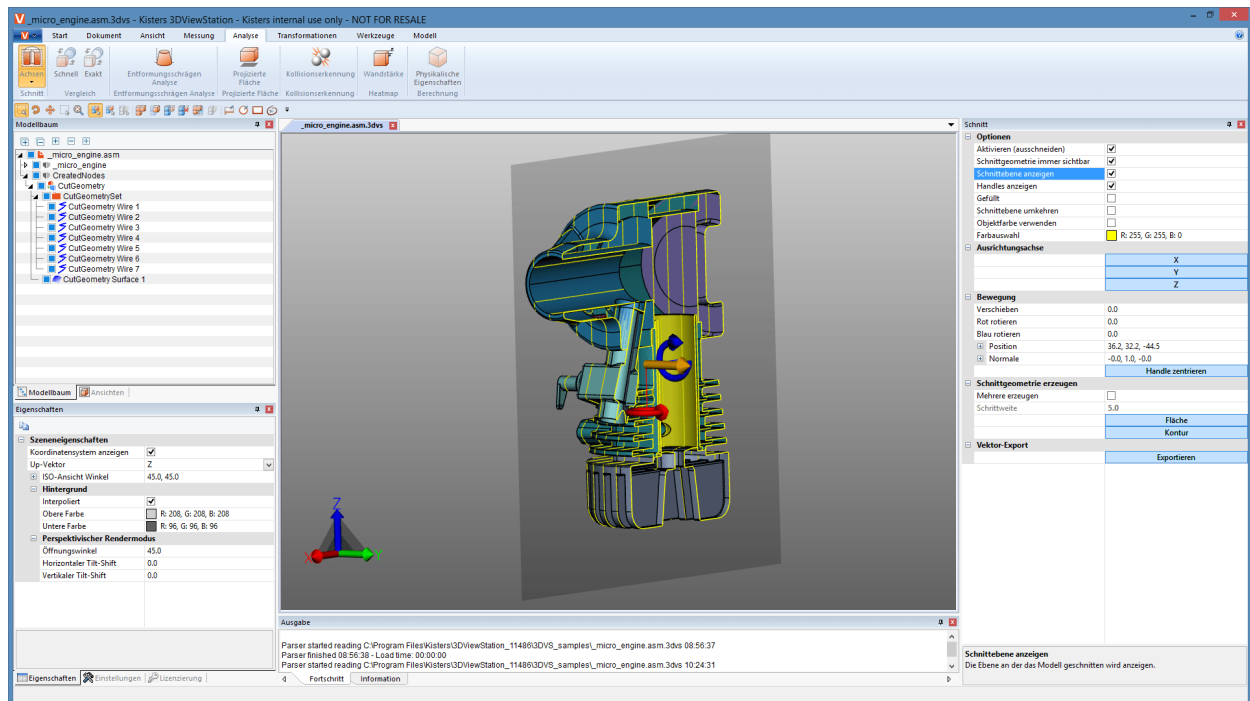 _micro_engine.asm.3dvs - Kisters 3DViewStation - Kisters internal use only - NOT FOR RESALE
Start Dokument Ansicht Messung Analyse Transformationen Werkzeuge Modell
Achsen Schnell Exakt Entformungsschrägen Analyse Projizierte Fläche Kollisionserkennung Wandstärke Physikalische Eigenschaften
Schnitt Vergleich Entformungsschrägen Analyse Projizierte Fläche Kollisionserkennung Heatmap Berechnung
Modellbaum
_micro_engine.asm
_micro_engine
CreatedNodes
CutGeometry
CutGeometrySet
CutGeometry Wire 1
CutGeometry Wire 2
CutGeometry Wire 3
CutGeometry Wire 4
CutGeometry Wire 5
CutGeometry Wire 6
CutGeometry Wire 7
CutGeometry Surface 1
Modellbaum Ansichten
Eigenschaften
Szeneneigenschaften
Koordinatensystem anzeigen
Up-Vektor Z
ISO-Ansicht Winkel 45.0, 45.0
Hintergrund
Interpoliert
Obere Farbe R: 208, G: 208, B: 208
Untere Farbe R: 96, G: 96, B: 96
Perspektivischer Rendermodus
Öffnungswinkel 45.0
Horizontaler Tilt-Shift 0.0
Vertikaler Tilt-Shift 0.0
Eigenschaften Einstellungen Lizenzierung
_micro_engine.asm.3dvs
Z
X
Y
Ausgabe
Parser started reading C:\Program Files\Kisters\3DViewStation_11486\3DVS_samples\_micro_engine.asm.3dvs 08:56:37
Parser finished 08:56:38 - Load time: 00:00:00
Parser started reading C:\Program Files\Kisters\3DViewStation_11486\3DVS_samples\_micro_engine.asm.3dvs 10:24:31
Fortschritt Information
Schnitt
Optionen
Aktivieren (ausschneiden)
Schnittgeometrie immer sichtbar
Schnittebene anzeigen
Handles anzeigen
Gefüllt
Schnittebene umkehren
Objektfarbe verwenden
Farbauswahl R: 255, G: 255, B: 0
Ausrichtungsachse
X
Y
Z
Bewegung
Verschieben 0.0
Rot rotieren 0.0
Blau rotieren 0.0
Position 36.2, 32.2, -44.5
Normale -0.0, 1.0, -0.0
Handle zentrieren
Schnittgeometrie erzeugen
Mehrere erzeugen
Schrittweite 5.0
Fläche
Kontur
Vektor-Export
Exportieren
Schnittebene anzeigen
Die Ebene an der das Modell geschnitten wird anzeigen.